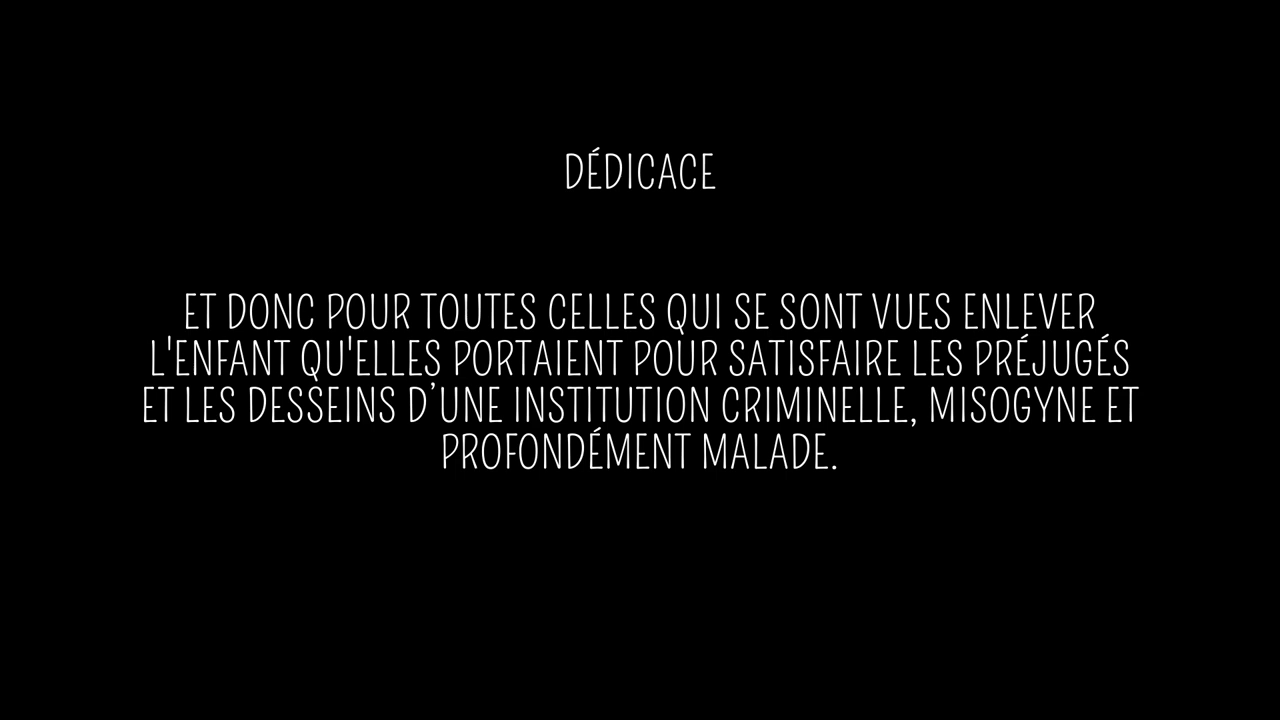 DÉDICACE
ET DONC POUR TOUTES CELLES QUI SE SONT VUES ENLEVER
L'ENFANT QU'ELLES PORTAIENT POUR SATISFAIRE LES PRÉJUGÉS
ET LES DESSEINS D’UNE INSTITUTION CRIMINELLE, MISOGYNE ET
PROFONDÉMENT MALADE.